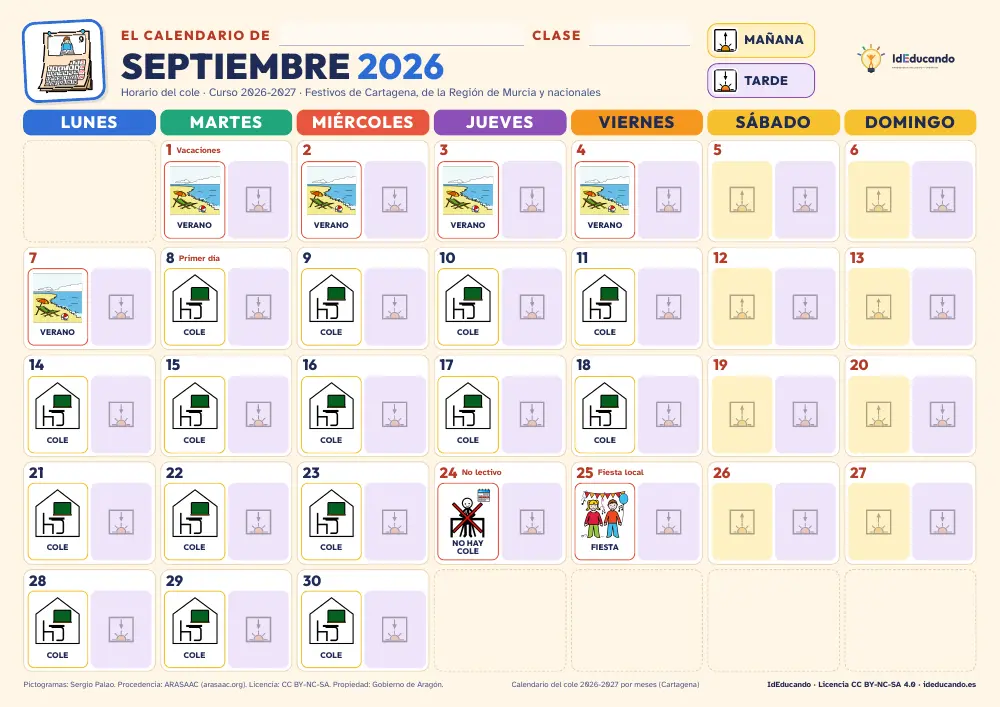 EL CALENDARIO DE
CLASE
SEPTIEMBRE 2026
Horario del cole · Curso 2026-2027 · Festivos de Cartagena, de la Región de Murcia y nacionales
MAÑANA
TARDE
IdEducando
LUNES MARTES MIÉRCOLES JUEVES VIERNES SÁBADO DOMINGO
1 Vacaciones 2 3 4 5 6
VERANO VERANO VERANO VERANO
7 8 Primer día 9 10 11 12 13
VERANO COLE COLE COLE COLE
14 15 16 17 18 19 20
COLE COLE COLE COLE COLE
21 22 23 24 No lectivo 25 Fiesta local 26 27
COLE COLE COLE NO HAY COLE FIESTA
28 29 30
COLE COLE COLE
Pictogramas: Sergio Palao. Procedencia: ARASAAC (arasaac.org). Licencia: CC BY-NC-SA. Propiedad: Gobierno de Aragón.
Calendario del cole 2026-2027 por meses (Cartagena)
IdEducando · Licencia CC BY-NC-SA 4.0 · ideducando.es